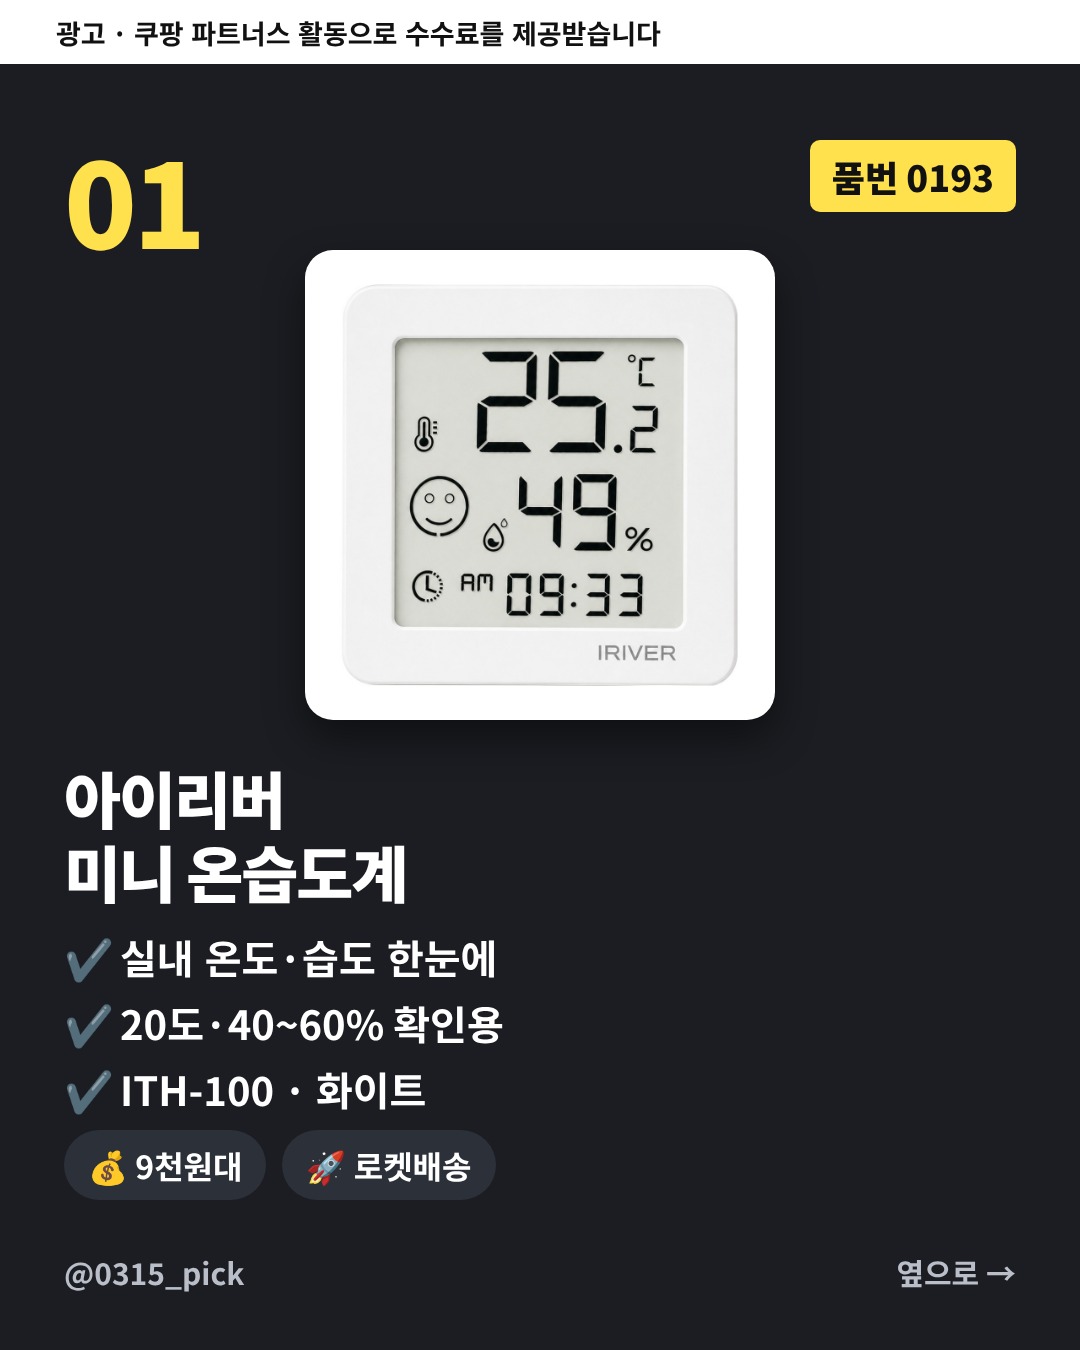 광고 · 쿠팡 파트너스 활동으로 수수료를 제공받습니다
01
품번 0193
25.2 °C
49%
AM 09:33
IRIVER
아이리버
미니 온습도계
✔️ 실내 온도·습도 한눈에
✔️ 20도·40~60% 확인용
✔️ ITH-100 · 화이트
💰 9천원대 🚀 로켓배송
@0315_pick
옆으로 →